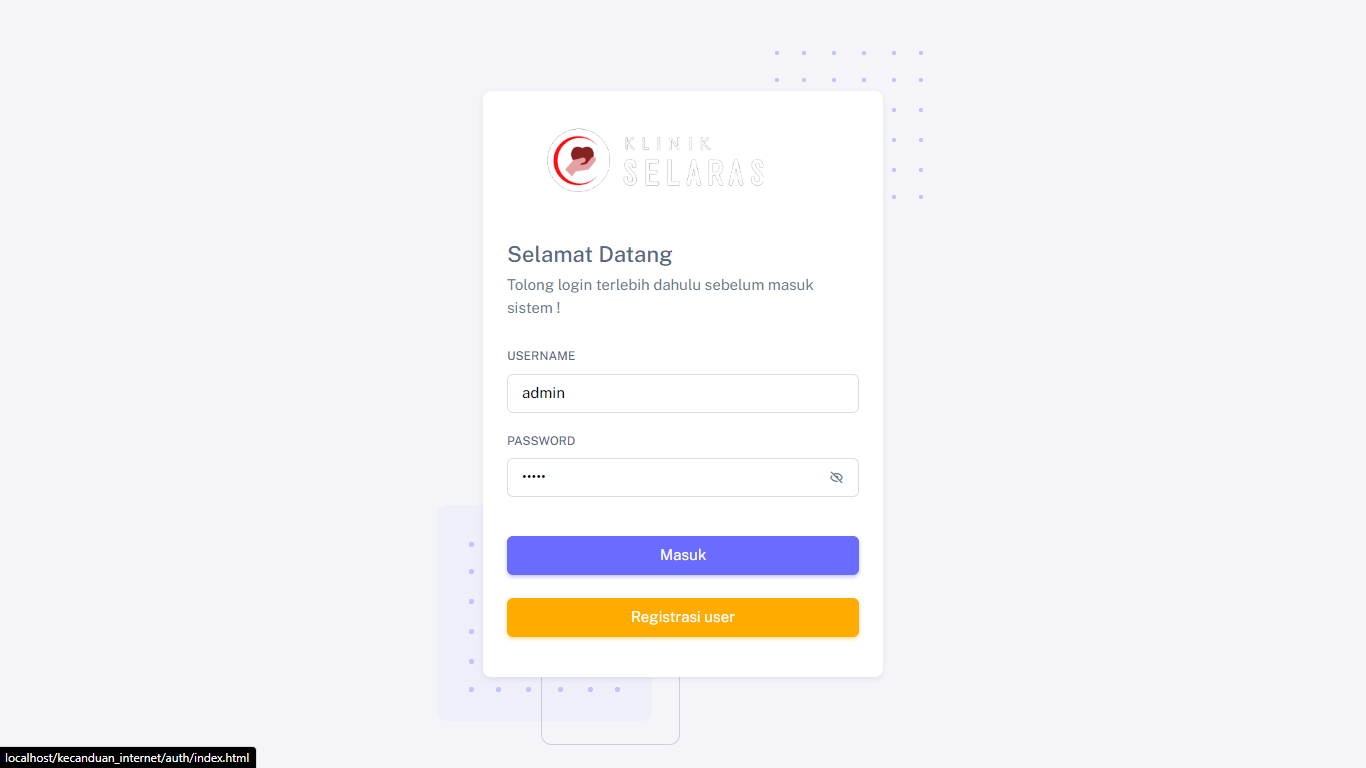 KLINIK
SELARAS
Selamat Datang
Tolong login terlebih dahulu sebelum masuk
sistem !
USERNAME
admin
PASSWORD
•••••
Masuk
Registrasi user
localhost/kecanduan_internet/auth/index.html